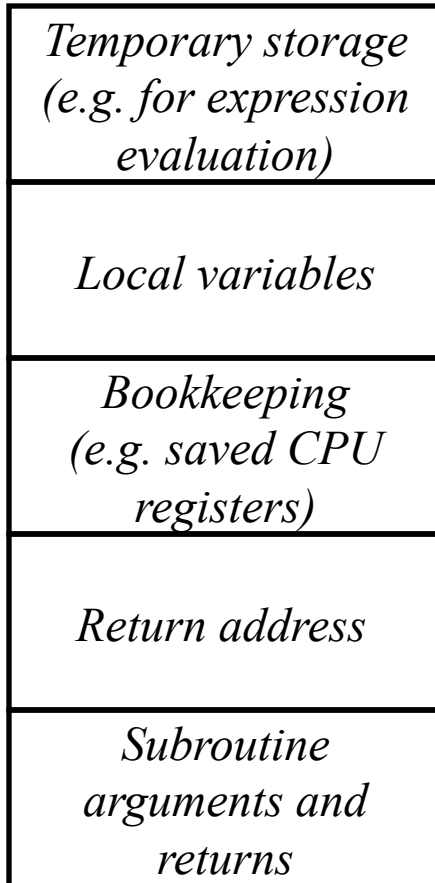 Temporary storage
(e.g. for expression
evaluation)
Local variables
Bookkeeping
(e.g. saved CPU
registers)
Return address
Subroutine
arguments and
returns